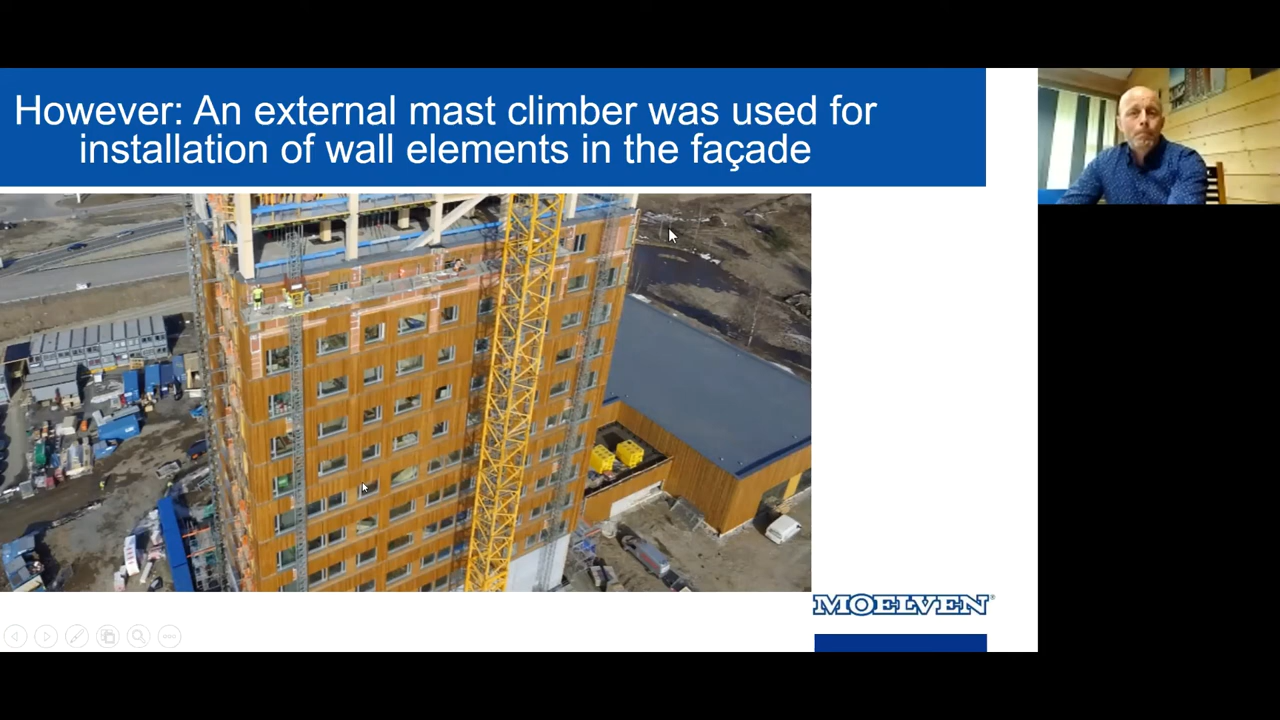 However: An external mast climber was used for
installation of wall elements in the façade
MOELVEN®